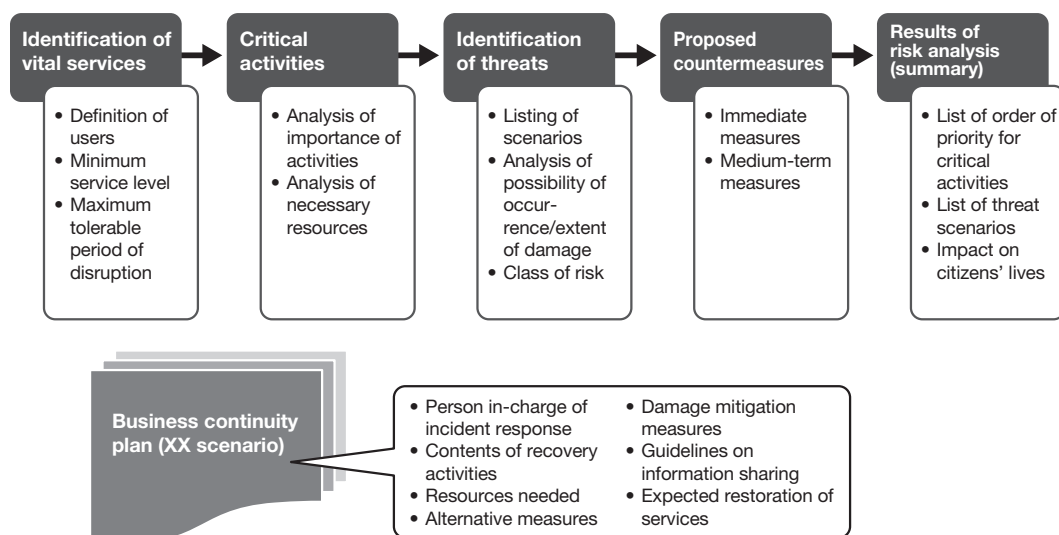 Identification of
vital services
• Definition of
users
• Minimum
service level
• Maximum
tolerable
period of
disruption
Critical
activities
• Analysis of
importance of
activities
• Analysis of
necessary
resources
Identification
of threats
• Listing of
scenarios
• Analysis of
possibility of
occur-
rence/extent
of damage
• Class of risk
Proposed
countermeasures
• Immediate
measures
• Medium-term
measures
Results of
risk analysis
(summary)
• List of order of
priority for
critical
activities
• List of threat
scenarios
• Impact on
citizens’ lives
Business continuity
plan (XX scenario)
• Person in-charge of
incident response
• Contents of recovery
activities
• Resources needed
• Alternative measures
• Damage mitigation
measures
• Guidelines on
information sharing
• Expected restoration of
services